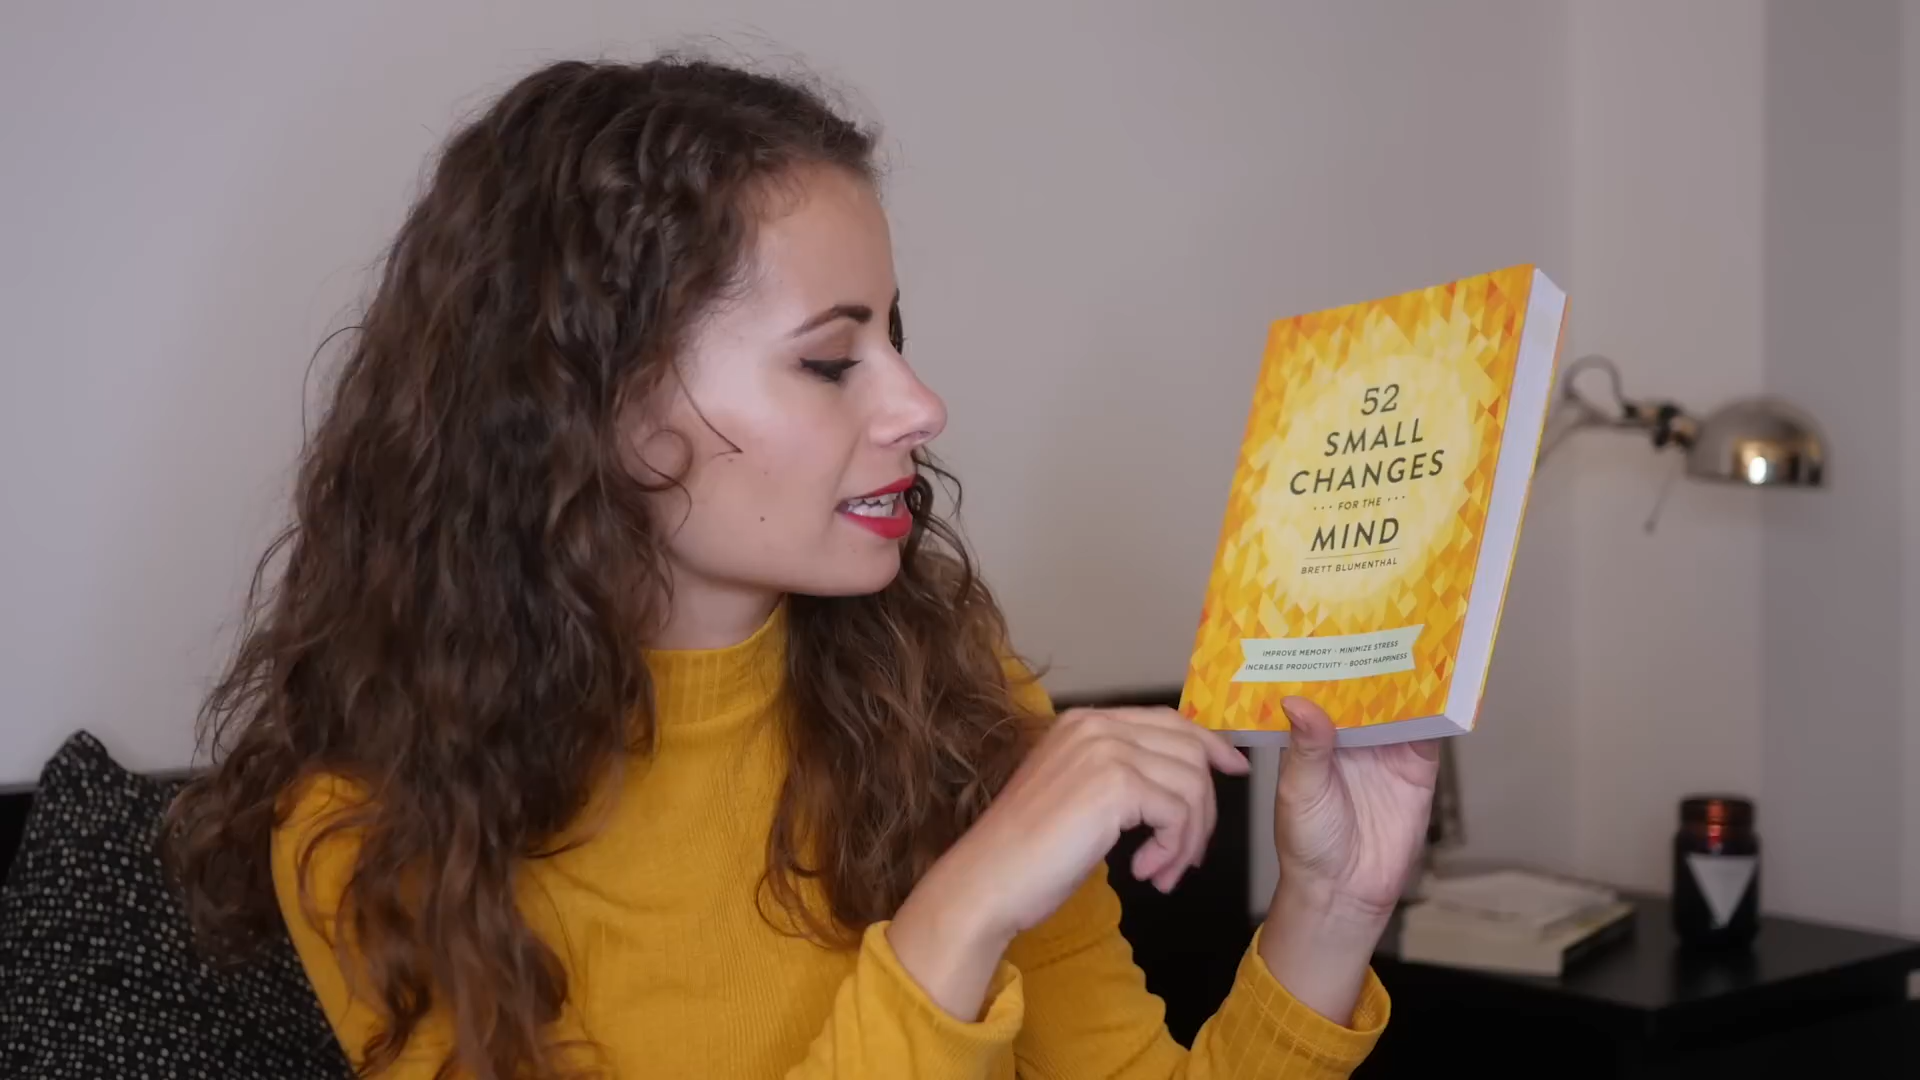 52
SMALL
CHANGES
••• FOR THE •••
MIND
BRETT BLUMENTHAL
IMPROVE MEMORY · MINIMIZE STRESS
INCREASE PRODUCTIVITY · BOOST HAPPINESS